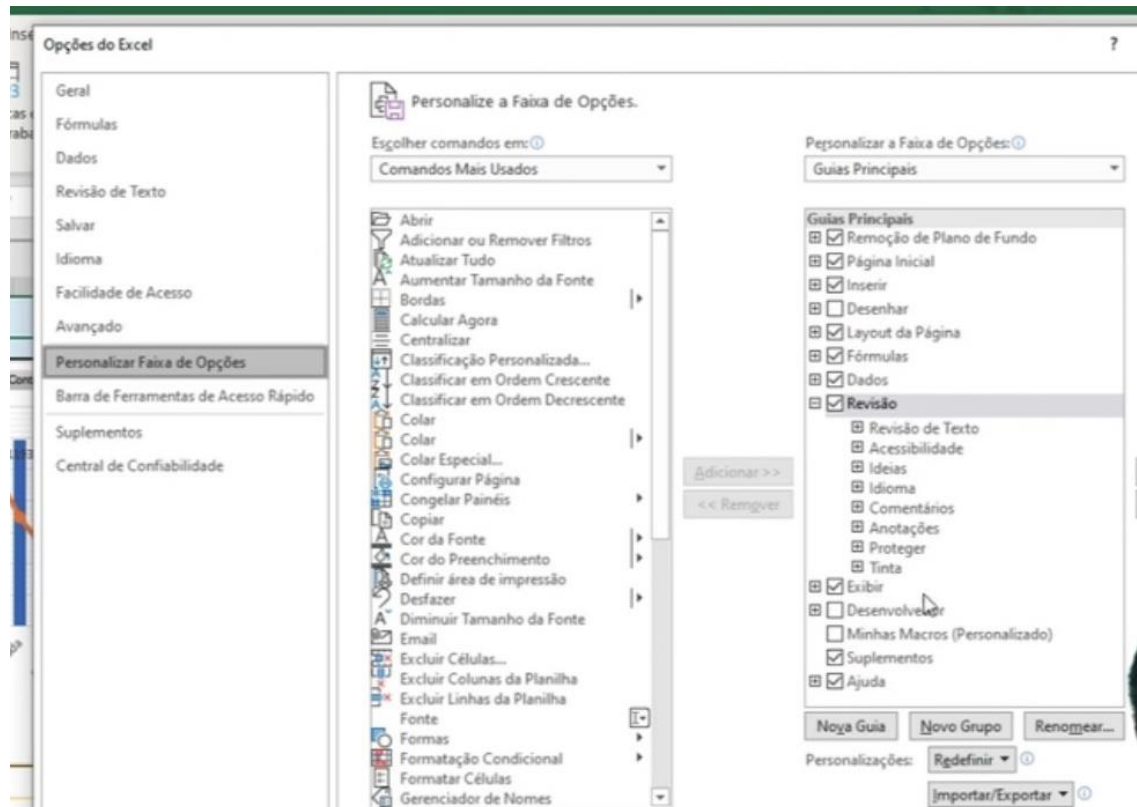 Opções do Excel
?
Geral
Fórmulas
Dados
Revisão de Texto
Salvar
Idioma
Facilidade de Acesso
Avançado
Personalizar Faixa de Opções
Barra de Ferramentas de Acesso Rápido
Suplementos
Central de Confiabilidade
Personalize a Faixa de Opções.
Escolher comandos em:
Comandos Mais Usados
Abrir
Adicionar ou Remover Filtros
Atualizar Tudo
Aumentar Tamanho da Fonte
Bordas
Calcular Agora
Centralizar
Classificação Personalizada...
Classificar em Ordem Crescente
Classificar em Ordem Decrescente
Colar
Colar
Colar Especial...
Configurar Página
Congelar Painéis
Copiar
Cor da Fonte
Cor do Preenchimento
Definir área de impressão
Desfazer
Diminuir Tamanho da Fonte
Email
Excluir Células...
Excluir Colunas da Planilha
Excluir Linhas da Planilha
Fonte
Formas
Formatação Condicional
Formatar Células
Gerenciador de Nomes
Adicionar >>
<< Remover
Personalizar a Faixa de Opções:
Guias Principais
Guias Principais
Remoção de Plano de Fundo
Página Inicial
Inserir
Desenhar
Layout da Página
Fórmulas
Dados
Revisão
Revisão de Texto
Acessibilidade
Ideias
Idioma
Comentários
Anotações
Proteger
Tinta
Exibir
Desenvolvedor
Minhas Macros (Personalizado)
Suplementos
Ajuda
Nova Guia
Novo Grupo
Renomear...
Personalizações:
Redefinir
Importar/Exportar